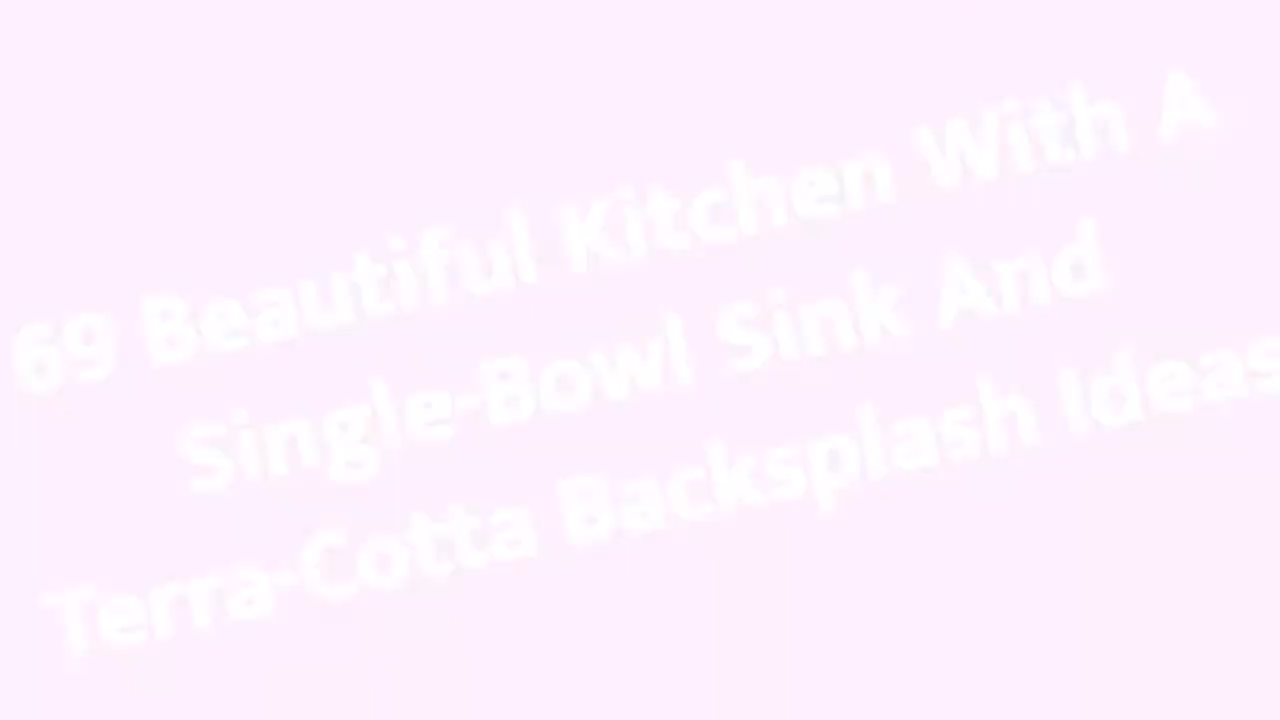 69 Beautiful Kitchen With A
Single-Bowl Sink And
Terra-Cotta Backsplash Ideas